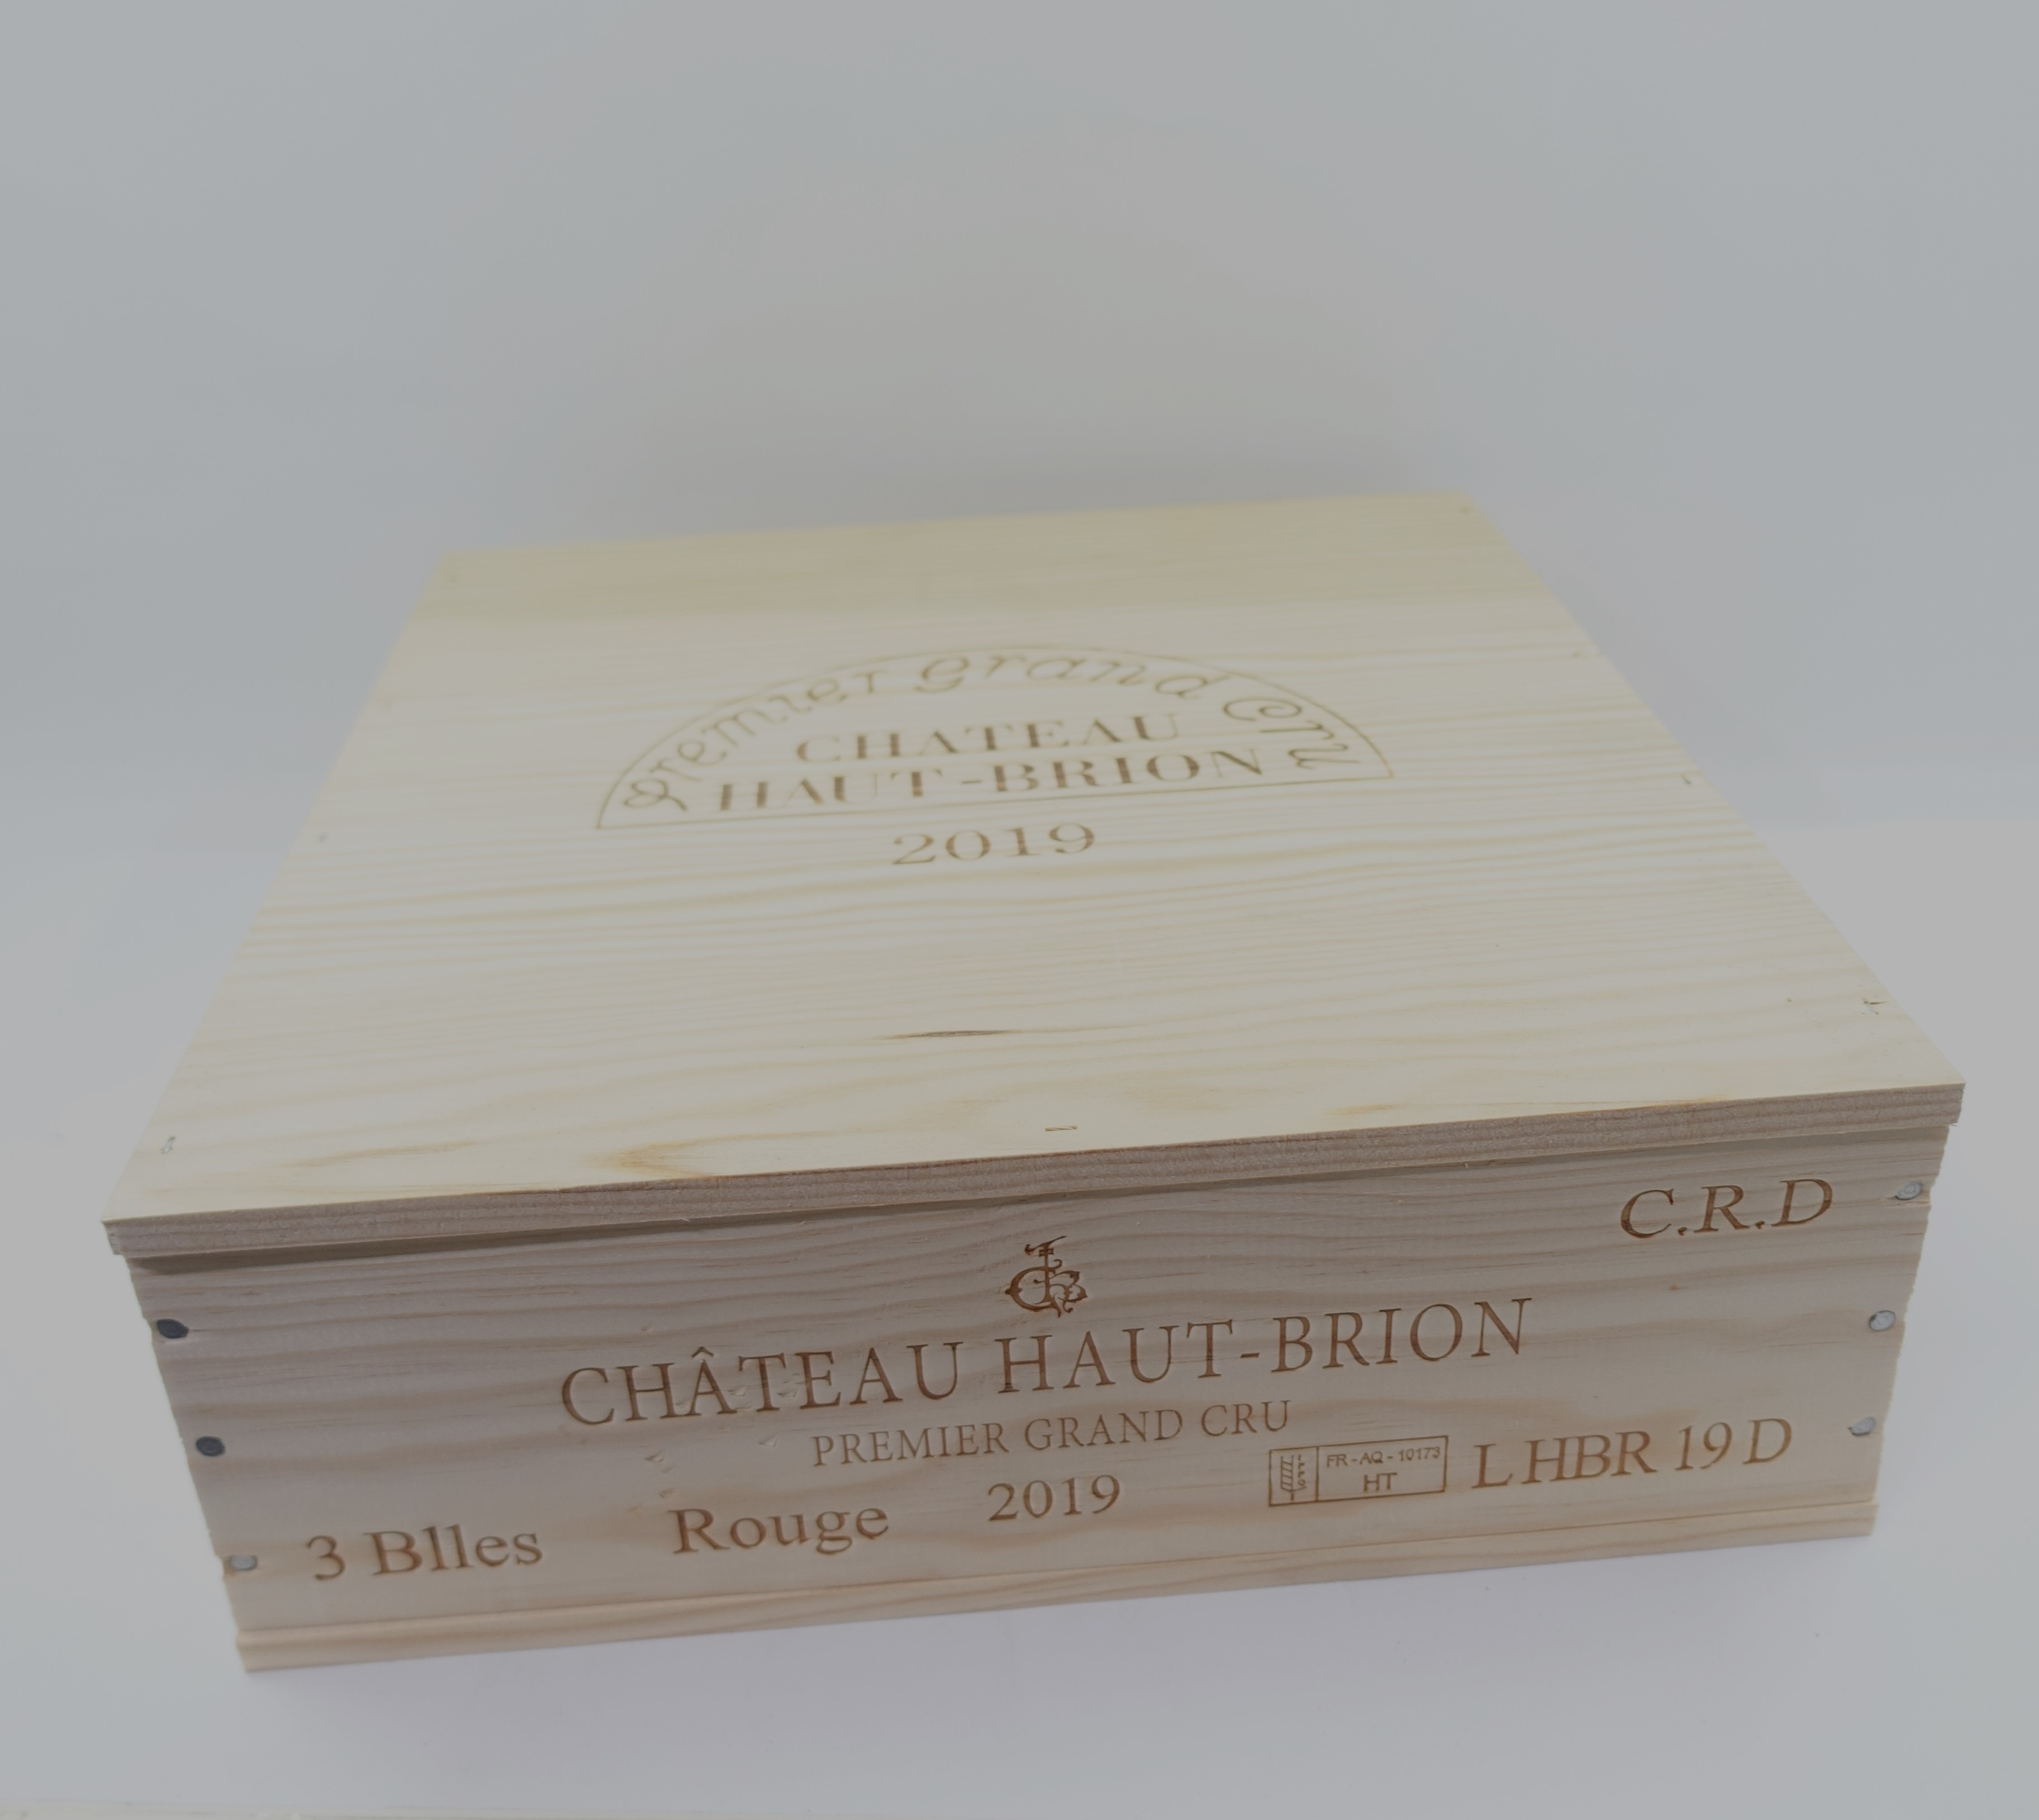 Premier grand Cru
CHATEAU
HAUT-BRION
2019
C.R.D
CHÂTEAU HAUT-BRION
PREMIER GRAND CRU
3 Blles Rouge 2019
FR-AQ-10173
HT
L HBR 19 D